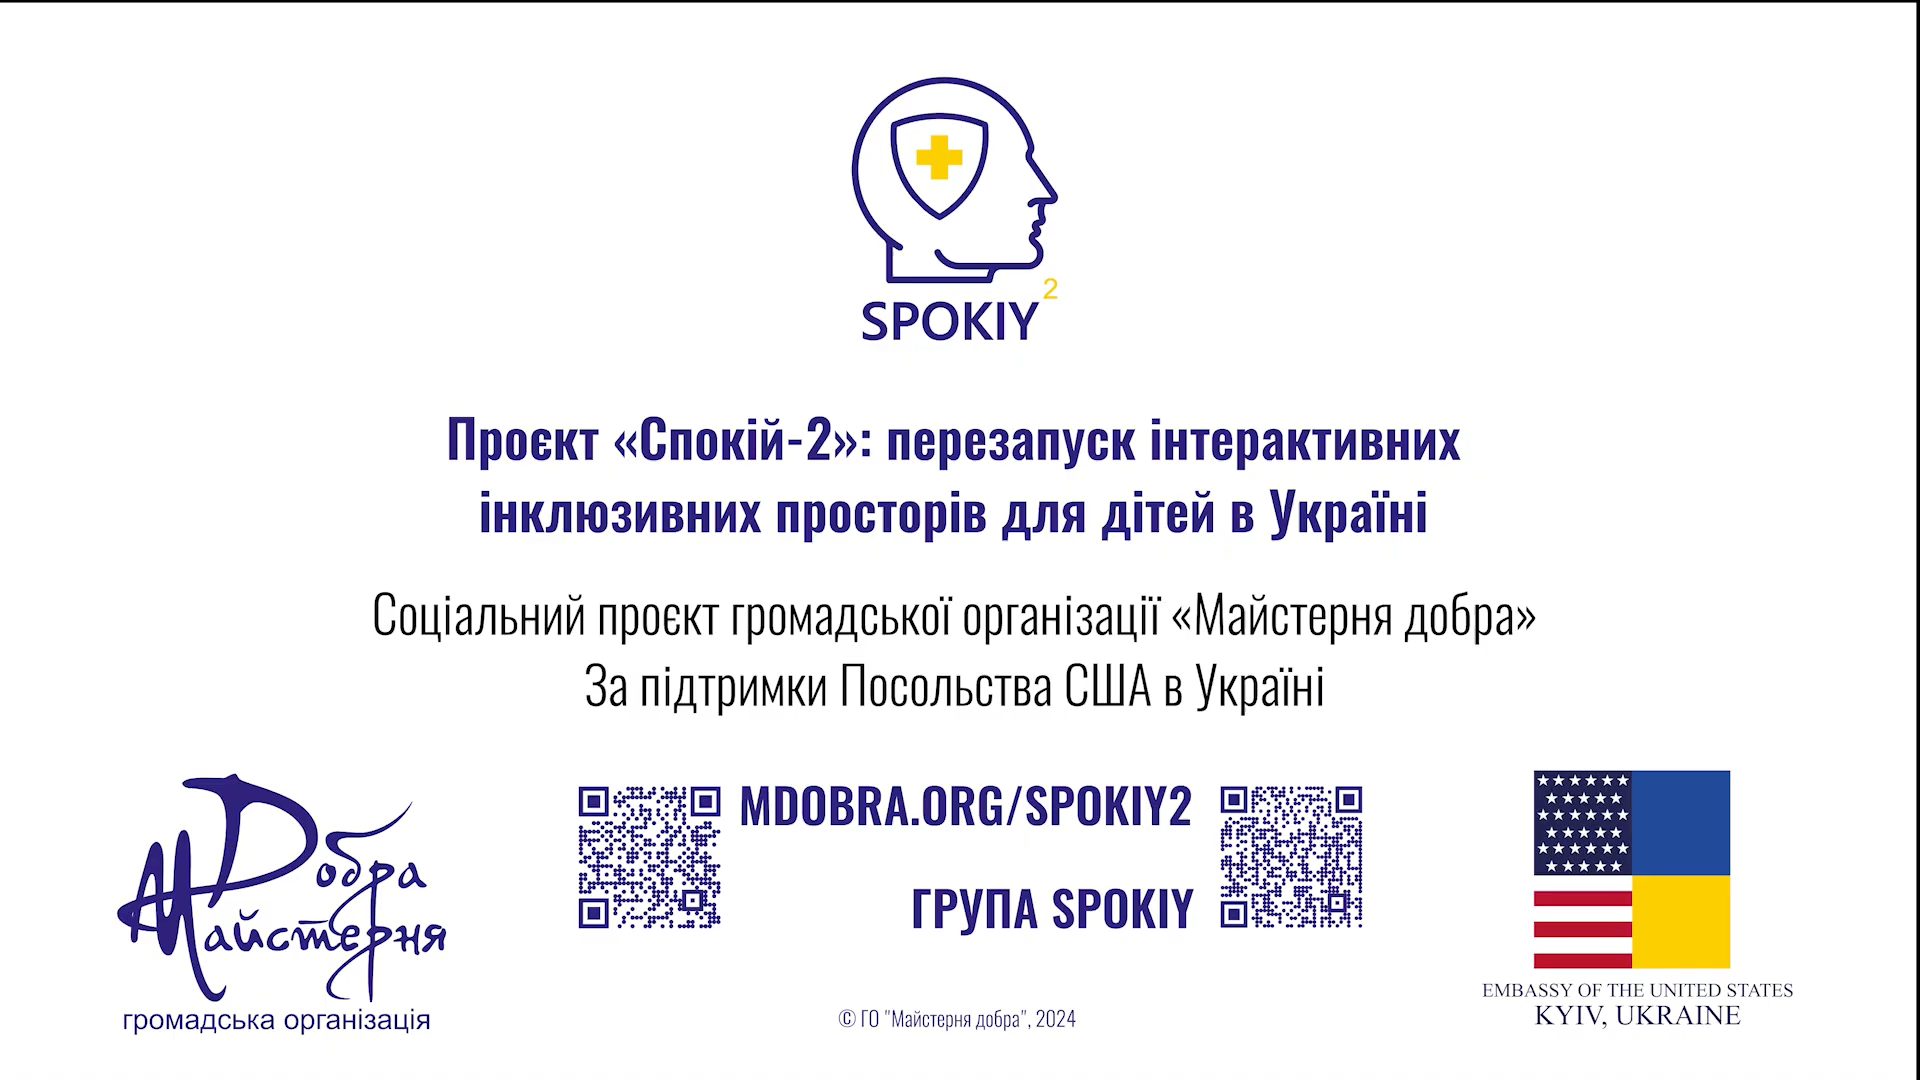 SPOKIY
2
Проєкт «Спокій-2»: перезапуск інтерактивних
інклюзивних просторів для дітей в Україні
Соціальний проєкт громадської організації «Майстерня добра»
За підтримки Посольства США в Україні
Майстерня
Добра
громадська організація
MDOBRA.ORG/SPOKIY2
ГРУПА SPOKIY
© ГО "Майстерня добра", 2024
EMBASSY OF THE UNITED STATES
KYIV, UKRAINE